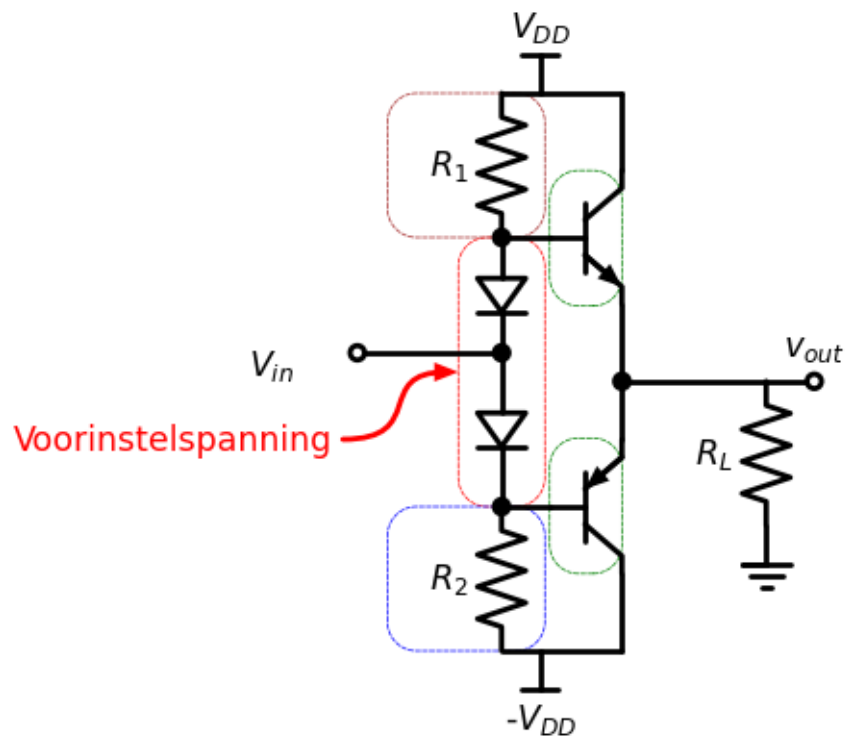 V_DD
R_1
V_in
v_out
Voorinstelspanning
R_L
R_2
-V_DD